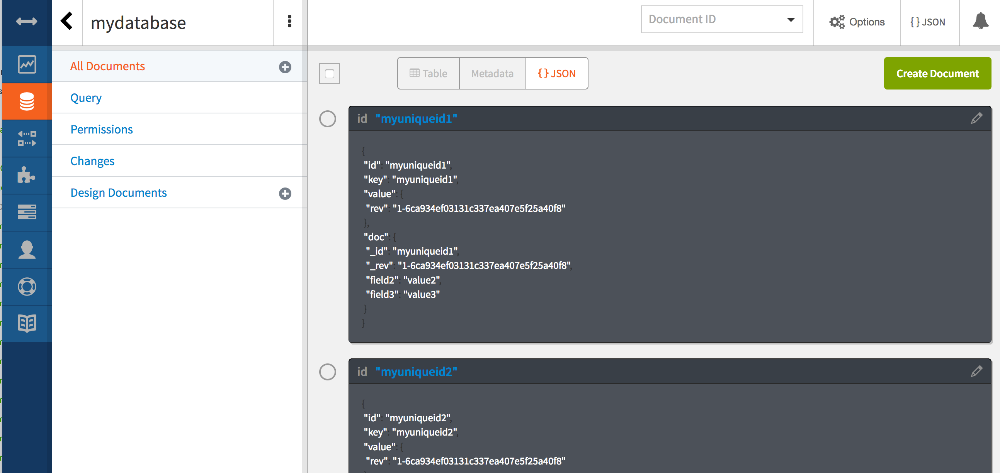 mydatabase
Document ID
Options
{ } JSON
All Documents
Query
Permissions
Changes
Design Documents
Table
Metadata
{ } JSON
Create Document
id "myuniqueid1"
{
"id": "myuniqueid1",
"key": "myuniqueid1",
"value": {
"rev": "1-6ca934ef03131c337ea407e5f25a40f8"
},
"doc": {
"_id": "myuniqueid1",
"_rev": "1-6ca934ef03131c337ea407e5f25a40f8",
"field2": "value2",
"field3": "value3"
}
}
id "myuniqueid2"
{
"id": "myuniqueid2",
"key": "myuniqueid2",
"value": {
"rev": "1-6ca934ef03131c337ea407e5f25a40f8"